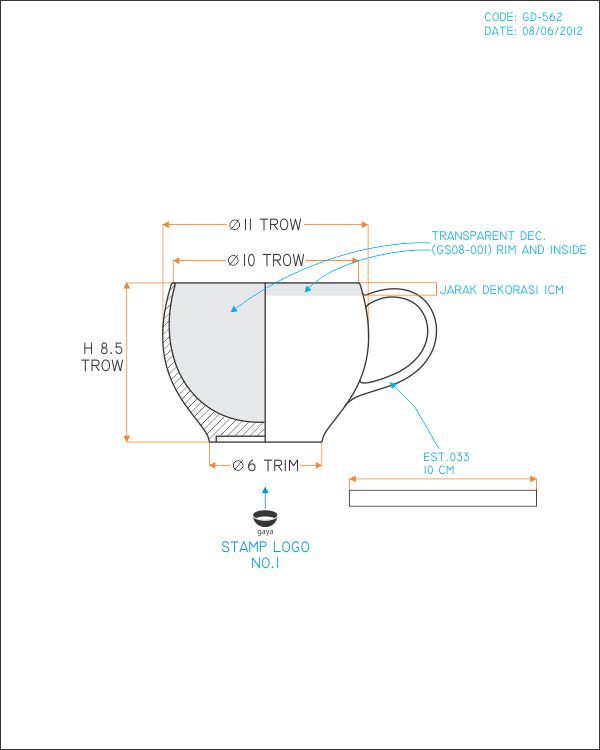 CODE: GD-562
DATE: 08/06/2012
Ø11 TROW
Ø10 TROW
TRANSPARENT DEC.
(GS08-001) RIM AND INSIDE
JARAK DEKORASI 1CM
H 8.5
TROW
EST.033
10 CM
Ø6 TRIM
gaya
STAMP LOGO
NO.1